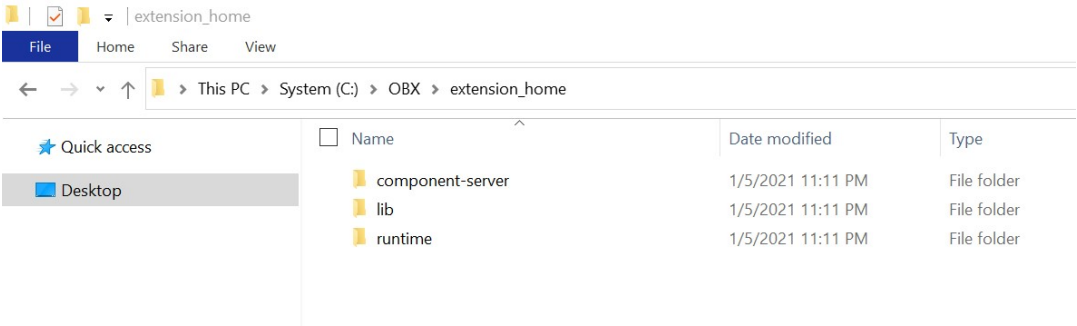 extension_home
File Home Share View
This PC > System (C:) > OBX > extension_home
Quick access
Desktop
Name Date modified Type
component-server 1/5/2021 11:11 PM File folder
lib 1/5/2021 11:11 PM File folder
runtime 1/5/2021 11:11 PM File folder